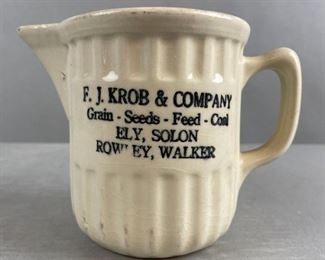 F. J. KROB & COMPANY
Grain - Seeds - Feed - Coal
ELY, SOLON
ROWLEY, WALKER